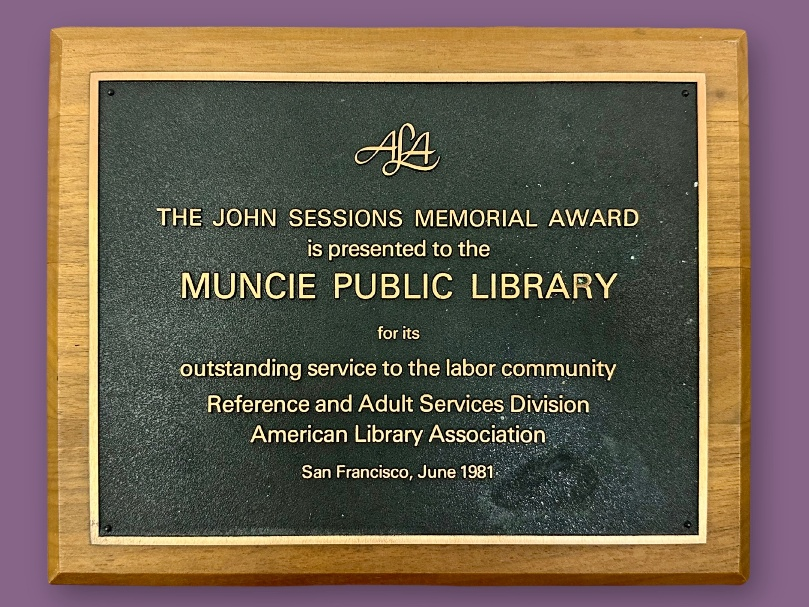 ALA
THE JOHN SESSIONS MEMORIAL AWARD
is presented to the
MUNCIE PUBLIC LIBRARY
for its
outstanding service to the labor community
Reference and Adult Services Division
American Library Association
San Francisco, June 1981